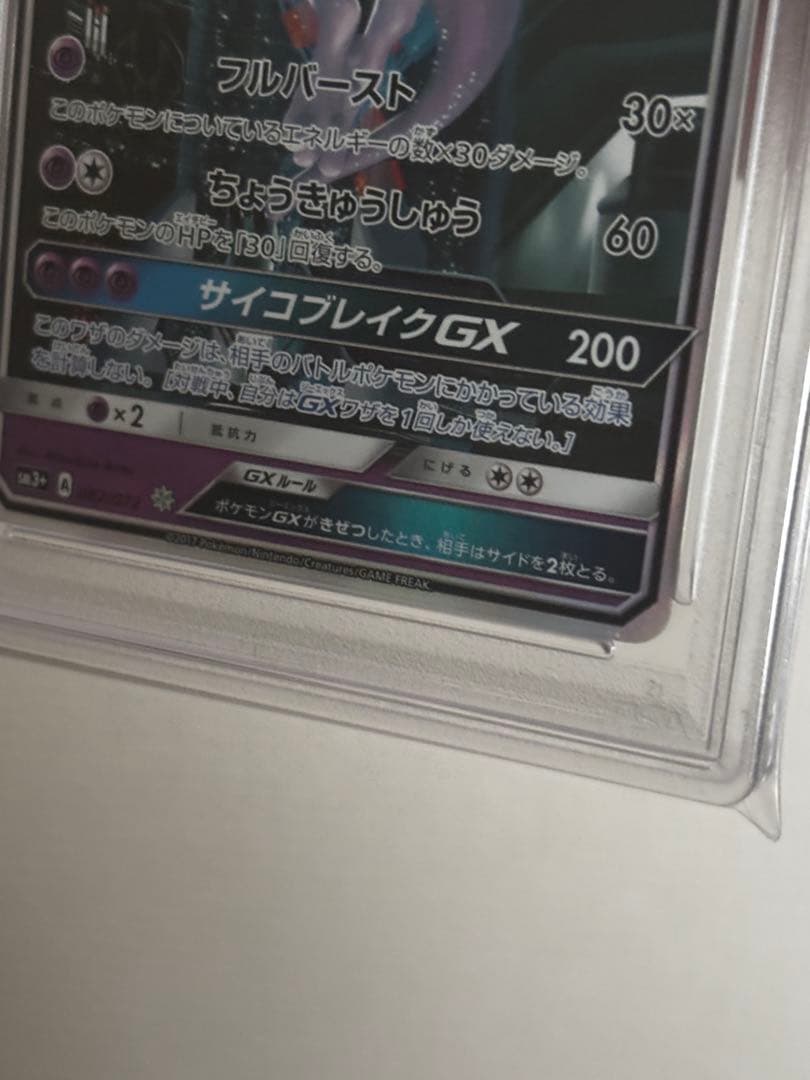 フルバースト 30×
このポケモンについているエネルギーの数×30ダメージ。
ちょうきゅうしゅう 60
このポケモンのHPを「30」回復する。
サイコブレイクGX 200
このワザのダメージは、相手のバトルポケモンにかかっている効果
を計算しない。[対戦中、自分はGXワザを1回しか使えない。]
弱点 ×2 抵抗力 にげる
GXルール
SM3+ A ポケモンGXがきぜつしたとき、相手はサイドを2枚とる。
©2017 Pokémon/Nintendo/Creatures/GAME FREAK.